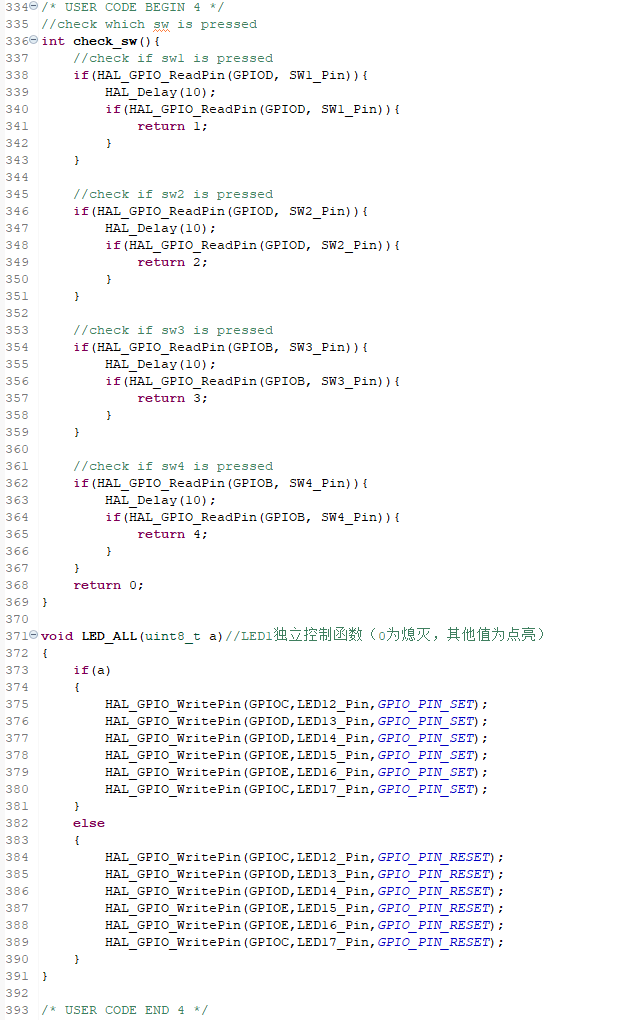 334 /* USER CODE BEGIN 4 */
335 //check which sw is pressed
336 int check_sw(){
337     //check if sw1 is pressed
338     if(HAL_GPIO_ReadPin(GPIOD, SW1_Pin)){
339         HAL_Delay(10);
340         if(HAL_GPIO_ReadPin(GPIOD, SW1_Pin)){
341             return 1;
342         }
343     }
344
345     //check if sw2 is pressed
346     if(HAL_GPIO_ReadPin(GPIOD, SW2_Pin)){
347         HAL_Delay(10);
348         if(HAL_GPIO_ReadPin(GPIOD, SW2_Pin)){
349             return 2;
350         }
351     }
352
353     //check if sw3 is pressed
354     if(HAL_GPIO_ReadPin(GPIOB, SW3_Pin)){
355         HAL_Delay(10);
356         if(HAL_GPIO_ReadPin(GPIOB, SW3_Pin)){
357             return 3;
358         }
359     }
360
361     //check if sw4 is pressed
362     if(HAL_GPIO_ReadPin(GPIOB, SW4_Pin)){
363         HAL_Delay(10);
364         if(HAL_GPIO_ReadPin(GPIOB, SW4_Pin)){
365             return 4;
366         }
367     }
368     return 0;
369 }
370
371 void LED_ALL(uint8_t a)//LED1独立控制函数（0为熄灭，其他值为点亮）
372 {
373     if(a)
374     {
375         HAL_GPIO_WritePin(GPIOC,LED12_Pin,GPIO_PIN_SET);
376         HAL_GPIO_WritePin(GPIOD,LED13_Pin,GPIO_PIN_SET);
377         HAL_GPIO_WritePin(GPIOD,LED14_Pin,GPIO_PIN_SET);
378         HAL_GPIO_WritePin(GPIOE,LED15_Pin,GPIO_PIN_SET);
379         HAL_GPIO_WritePin(GPIOE,LED16_Pin,GPIO_PIN_SET);
380         HAL_GPIO_WritePin(GPIOC,LED17_Pin,GPIO_PIN_SET);
381     }
382     else
383     {
384         HAL_GPIO_WritePin(GPIOC,LED12_Pin,GPIO_PIN_RESET);
385         HAL_GPIO_WritePin(GPIOD,LED13_Pin,GPIO_PIN_RESET);
386         HAL_GPIO_WritePin(GPIOD,LED14_Pin,GPIO_PIN_RESET);
387         HAL_GPIO_WritePin(GPIOE,LED15_Pin,GPIO_PIN_RESET);
388         HAL_GPIO_WritePin(GPIOE,LED16_Pin,GPIO_PIN_RESET);
389         HAL_GPIO_WritePin(GPIOC,LED17_Pin,GPIO_PIN_RESET);
390     }
391 }
392
393 /* USER CODE END 4 */